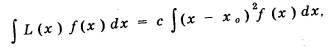 ∫ L(x) f(x) dx = c ∫(x − x₀)² f(x) dx,